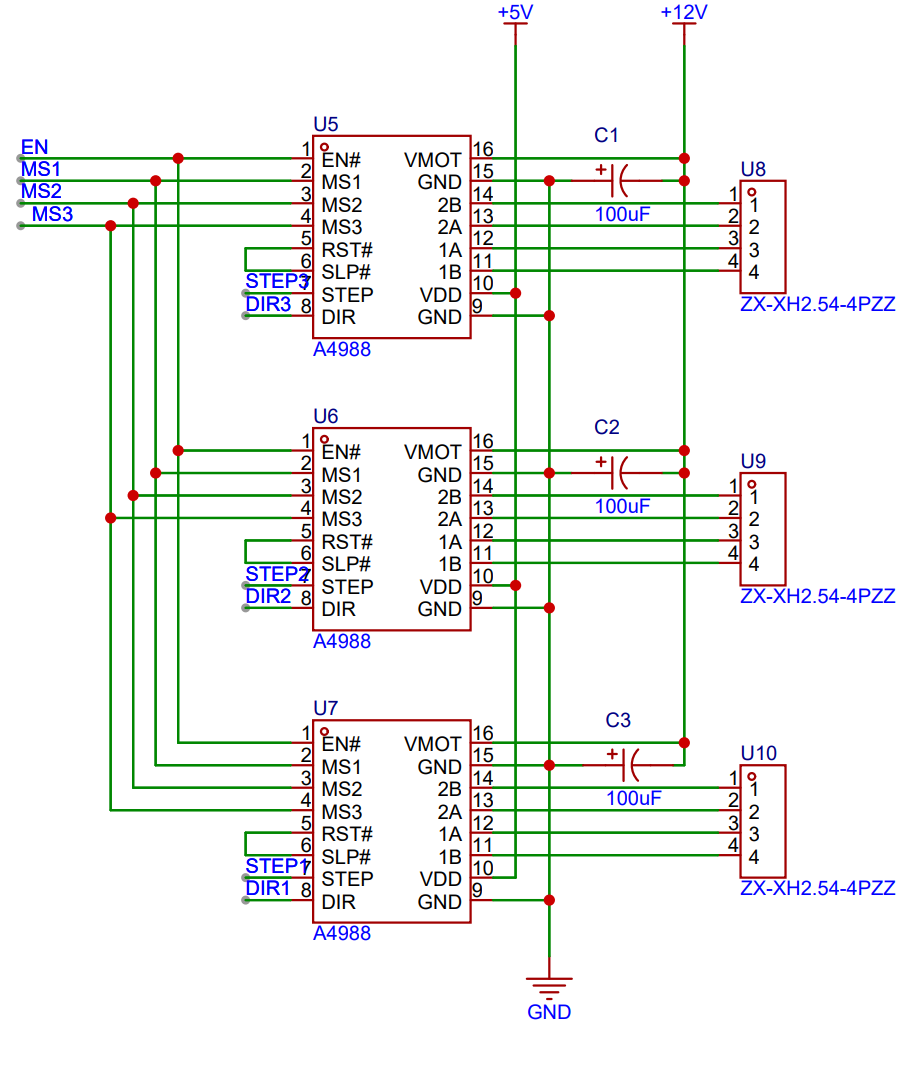 +5V +12V
U5 C1
EN 1 EN# VMOT 16
MS1 2 MS1 GND 15 + U8
MS2 3 MS2 2B 14 100uF 1 1
MS3 4 MS3 2A 13 2 2
5 RST# 1A 12 3 3
6 SLP# 1B 11 4 4
STEP3 7 STEP VDD 10
DIR3 8 DIR GND 9 ZX-XH2.54-4PZZ
A4988
U6 C2
1 EN# VMOT 16
2 MS1 GND 15 + U9
3 MS2 2B 14 100uF 1 1
4 MS3 2A 13 2 2
5 RST# 1A 12 3 3
6 SLP# 1B 11 4 4
STEP2 7 STEP VDD 10
DIR2 8 DIR GND 9 ZX-XH2.54-4PZZ
A4988
U7 C3
1 EN# VMOT 16
2 MS1 GND 15 + U10
3 MS2 2B 14 100uF 1 1
4 MS3 2A 13 2 2
5 RST# 1A 12 3 3
6 SLP# 1B 11 4 4
STEP1 7 STEP VDD 10
DIR1 8 DIR GND 9 ZX-XH2.54-4PZZ
A4988
GND